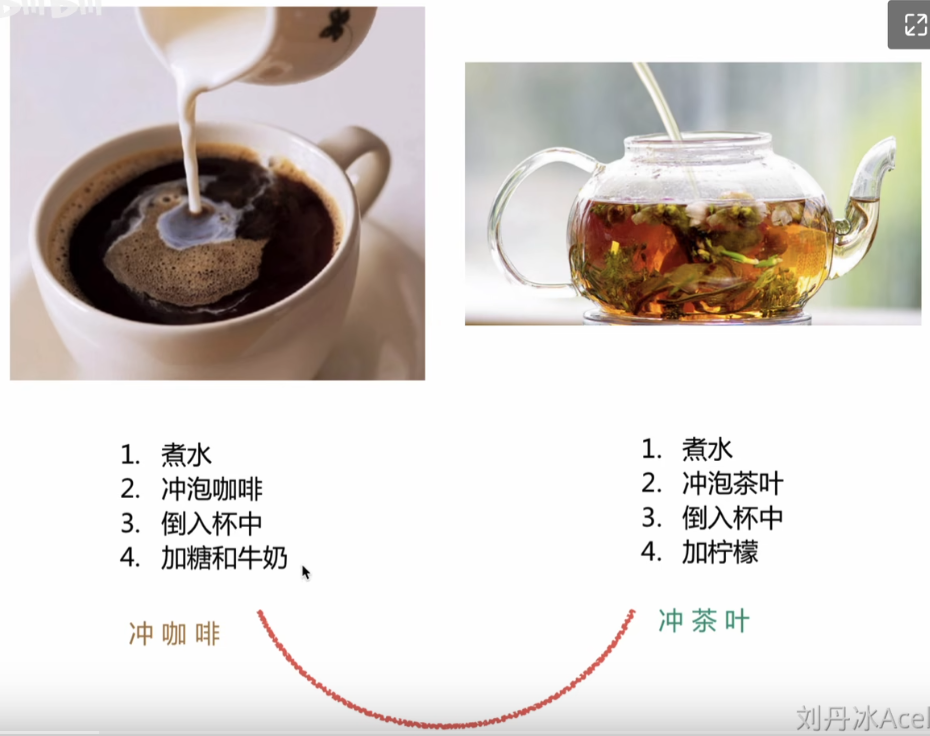 1. 煮水
2. 冲泡咖啡
3. 倒入杯中
4. 加糖和牛奶
冲咖啡
1. 煮水
2. 冲泡茶叶
3. 倒入杯中
4. 加柠檬
冲茶叶
刘丹冰Acel